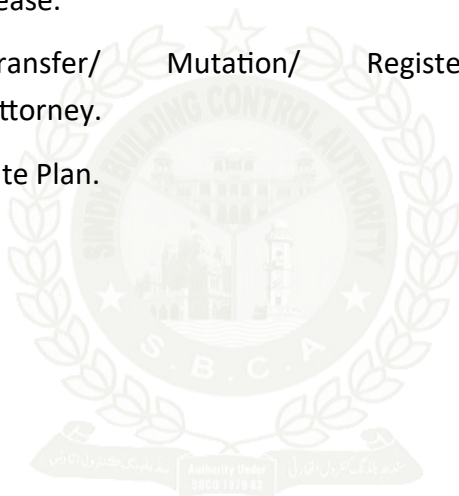 ease.
ransfer/ Mutation/ Registe
ttorney.
te Plan.
SINDH BUILDING CONTROL AUTHORITY
S.B.C.A
Authority Under
SBCO 1979-82